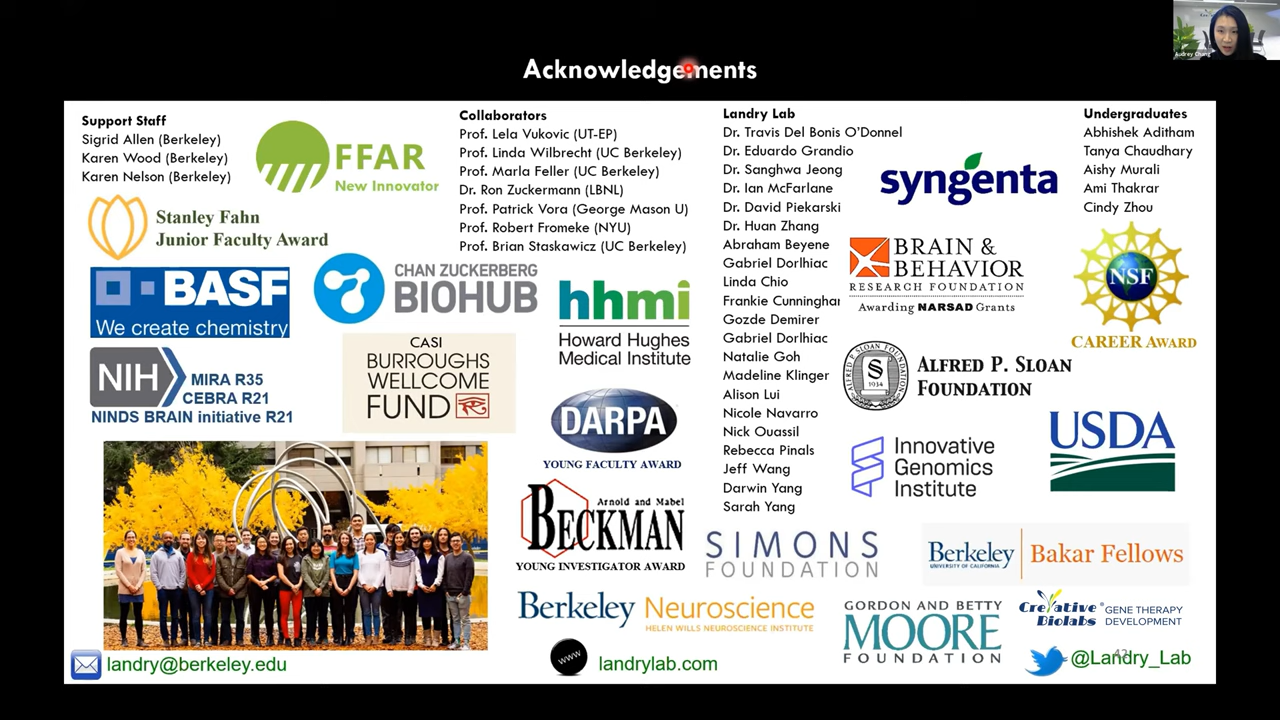 Audrey Chang
Acknowledgements
Support Staff
Sigrid Allen (Berkeley)
Karen Wood (Berkeley)
Karen Nelson (Berkeley)
FFAR
New Innovator
Stanley Fahn
Junior Faculty Award
BASF
We create chemistry
CHAN ZUCKERBERG
BIOHUB
NIH
MIRA R35
CEBRA R21
NINDS BRAIN initiative R21
CASI
BURROUGHS
WELLCOME
FUND
Collaborators
Prof. Lela Vukovic (UT-EP)
Prof. Linda Wilbrecht (UC Berkeley)
Prof. Marla Feller (UC Berkeley)
Dr. Ron Zuckermann (LBNL)
Prof. Patrick Vora (George Mason U)
Prof. Robert Fromeke (NYU)
Prof. Brian Staskawicz (UC Berkeley)
hhmi
Howard Hughes
Medical Institute
DARPA
YOUNG FACULTY AWARD
Arnold and Mabel
BECKMAN
YOUNG INVESTIGATOR AWARD
Landry Lab
Dr. Travis Del Bonis O'Donnel
Dr. Eduardo Grandio
Dr. Sanghwa Jeong
Dr. Ian McFarlane
Dr. David Piekarski
Dr. Huan Zhang
Abraham Beyene
Gabriel Dorlhiac
Linda Chio
Frankie Cunninghar
Gozde Demirer
Gabriel Dorlhiac
Natalie Goh
Madeline Klinger
Alison Lui
Nicole Navarro
Nick Ouassil
Rebecca Pinals
Jeff Wang
Darwin Yang
Sarah Yang
syngenta
Undergraduates
Abhishek Aditham
Tanya Chaudhary
Aishy Murali
Ami Thakrar
Cindy Zhou
BRAIN &
BEHAVIOR
RESEARCH FOUNDATION
Awarding NARSAD Grants
NSF
CAREER AWARD
ALFRED P. SLOAN FOUNDATION
S
1934
ALFRED P. SLOAN
FOUNDATION
Innovative
Genomics
Institute
USDA
SIMONS
FOUNDATION
Berkeley
UNIVERSITY OF CALIFORNIA
Bakar Fellows
Berkeley Neuroscience
HELEN WILLS NEUROSCIENCE INSTITUTE
GORDON AND BETTY
MOORE
FOUNDATION
Creative
Biolabs
GENE THERAPY
DEVELOPMENT
landry@berkeley.edu
www
landrylab.com
@Landry_Lab
42